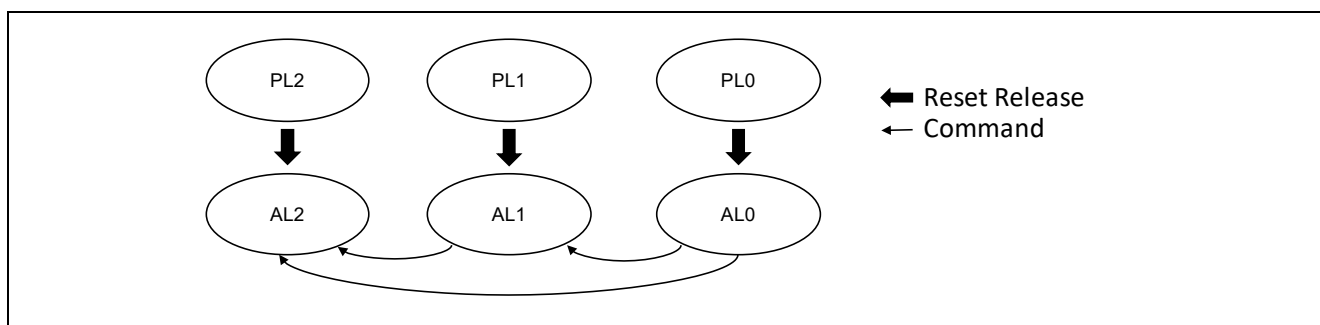 PL2
PL1
PL0
Reset Release
Command
AL2
AL1
AL0